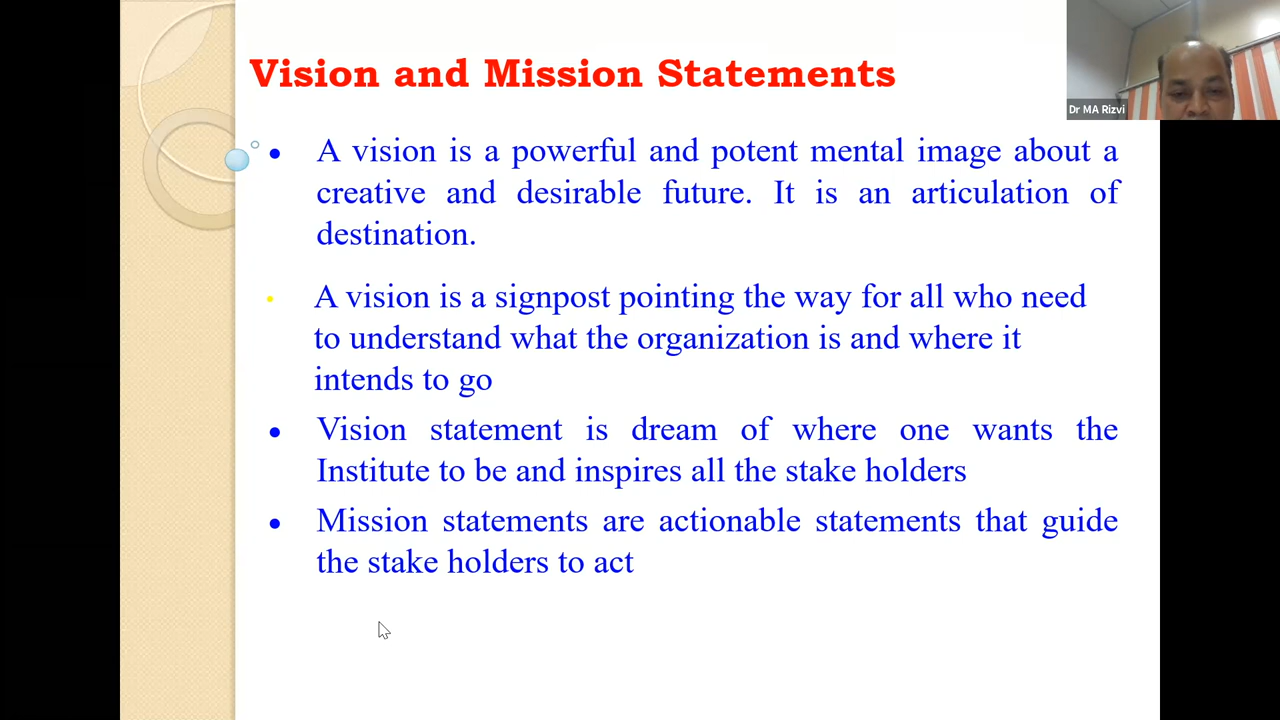 Vision and Mission Statements
Dr MA Rizvi
• A vision is a powerful and potent mental image about a
creative and desirable future. It is an articulation of
destination.
• A vision is a signpost pointing the way for all who need
to understand what the organization is and where it
intends to go
• Vision statement is dream of where one wants the
Institute to be and inspires all the stake holders
• Mission statements are actionable statements that guide
the stake holders to act